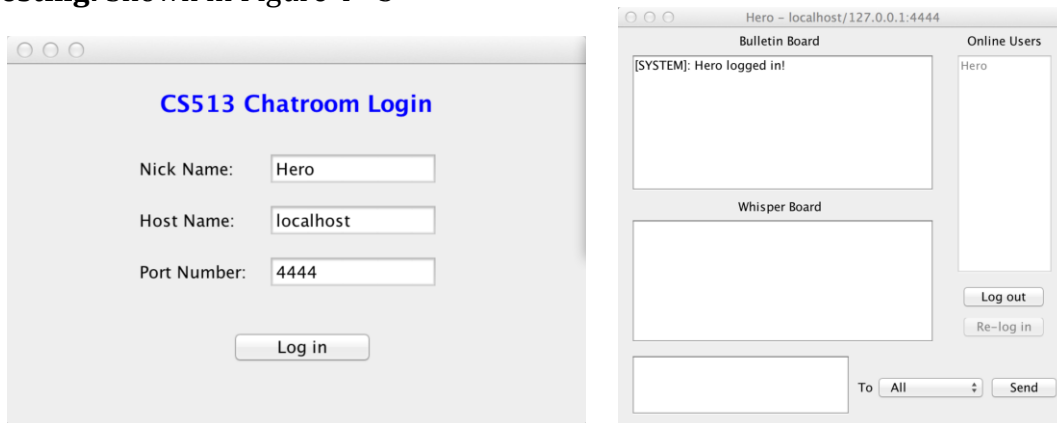 Shown in Figure 1~3
CS513 Chatroom Login
Nick Name: Hero
Host Name: localhost
Port Number: 4444
Log in
Hero – localhost/127.0.0.1:4444
Bulletin Board
Online Users
[SYSTEM]: Hero logged in!
Hero
Whisper Board
Log out
Re-log in
To All Send